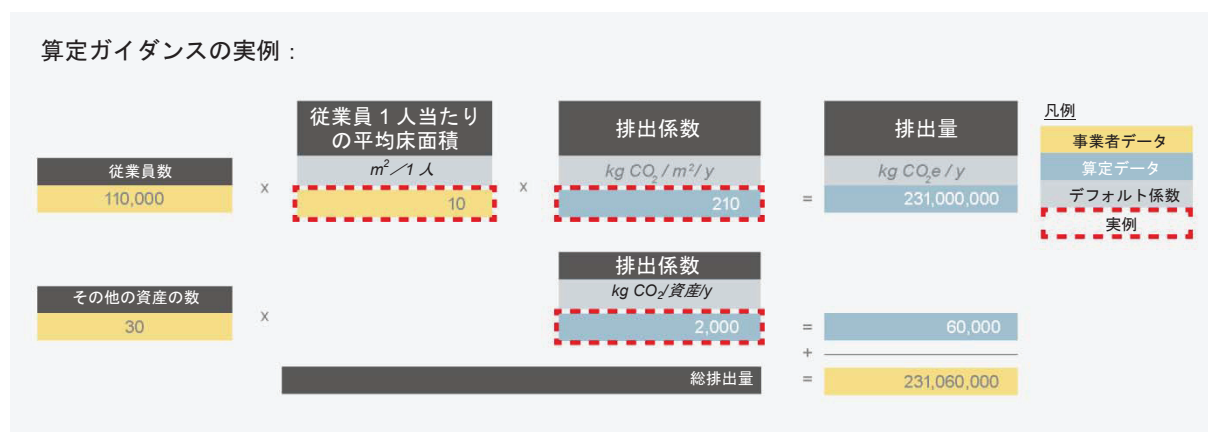 算定ガイダンスの実例：
従業員数
110,000
x
従業員 1 人当たり
の平均床面積
m²／1 人
10
x
排出係数
kg CO₂ / m²/ y
210
=
排出量
kg CO₂e / y
231,000,000
凡例
事業者データ
算定データ
デフォルト係数
実例
その他の資産の数
30
x
排出係数
kg CO₂/資産/y
2,000
=
60,000
+
総排出量
=
231,060,000